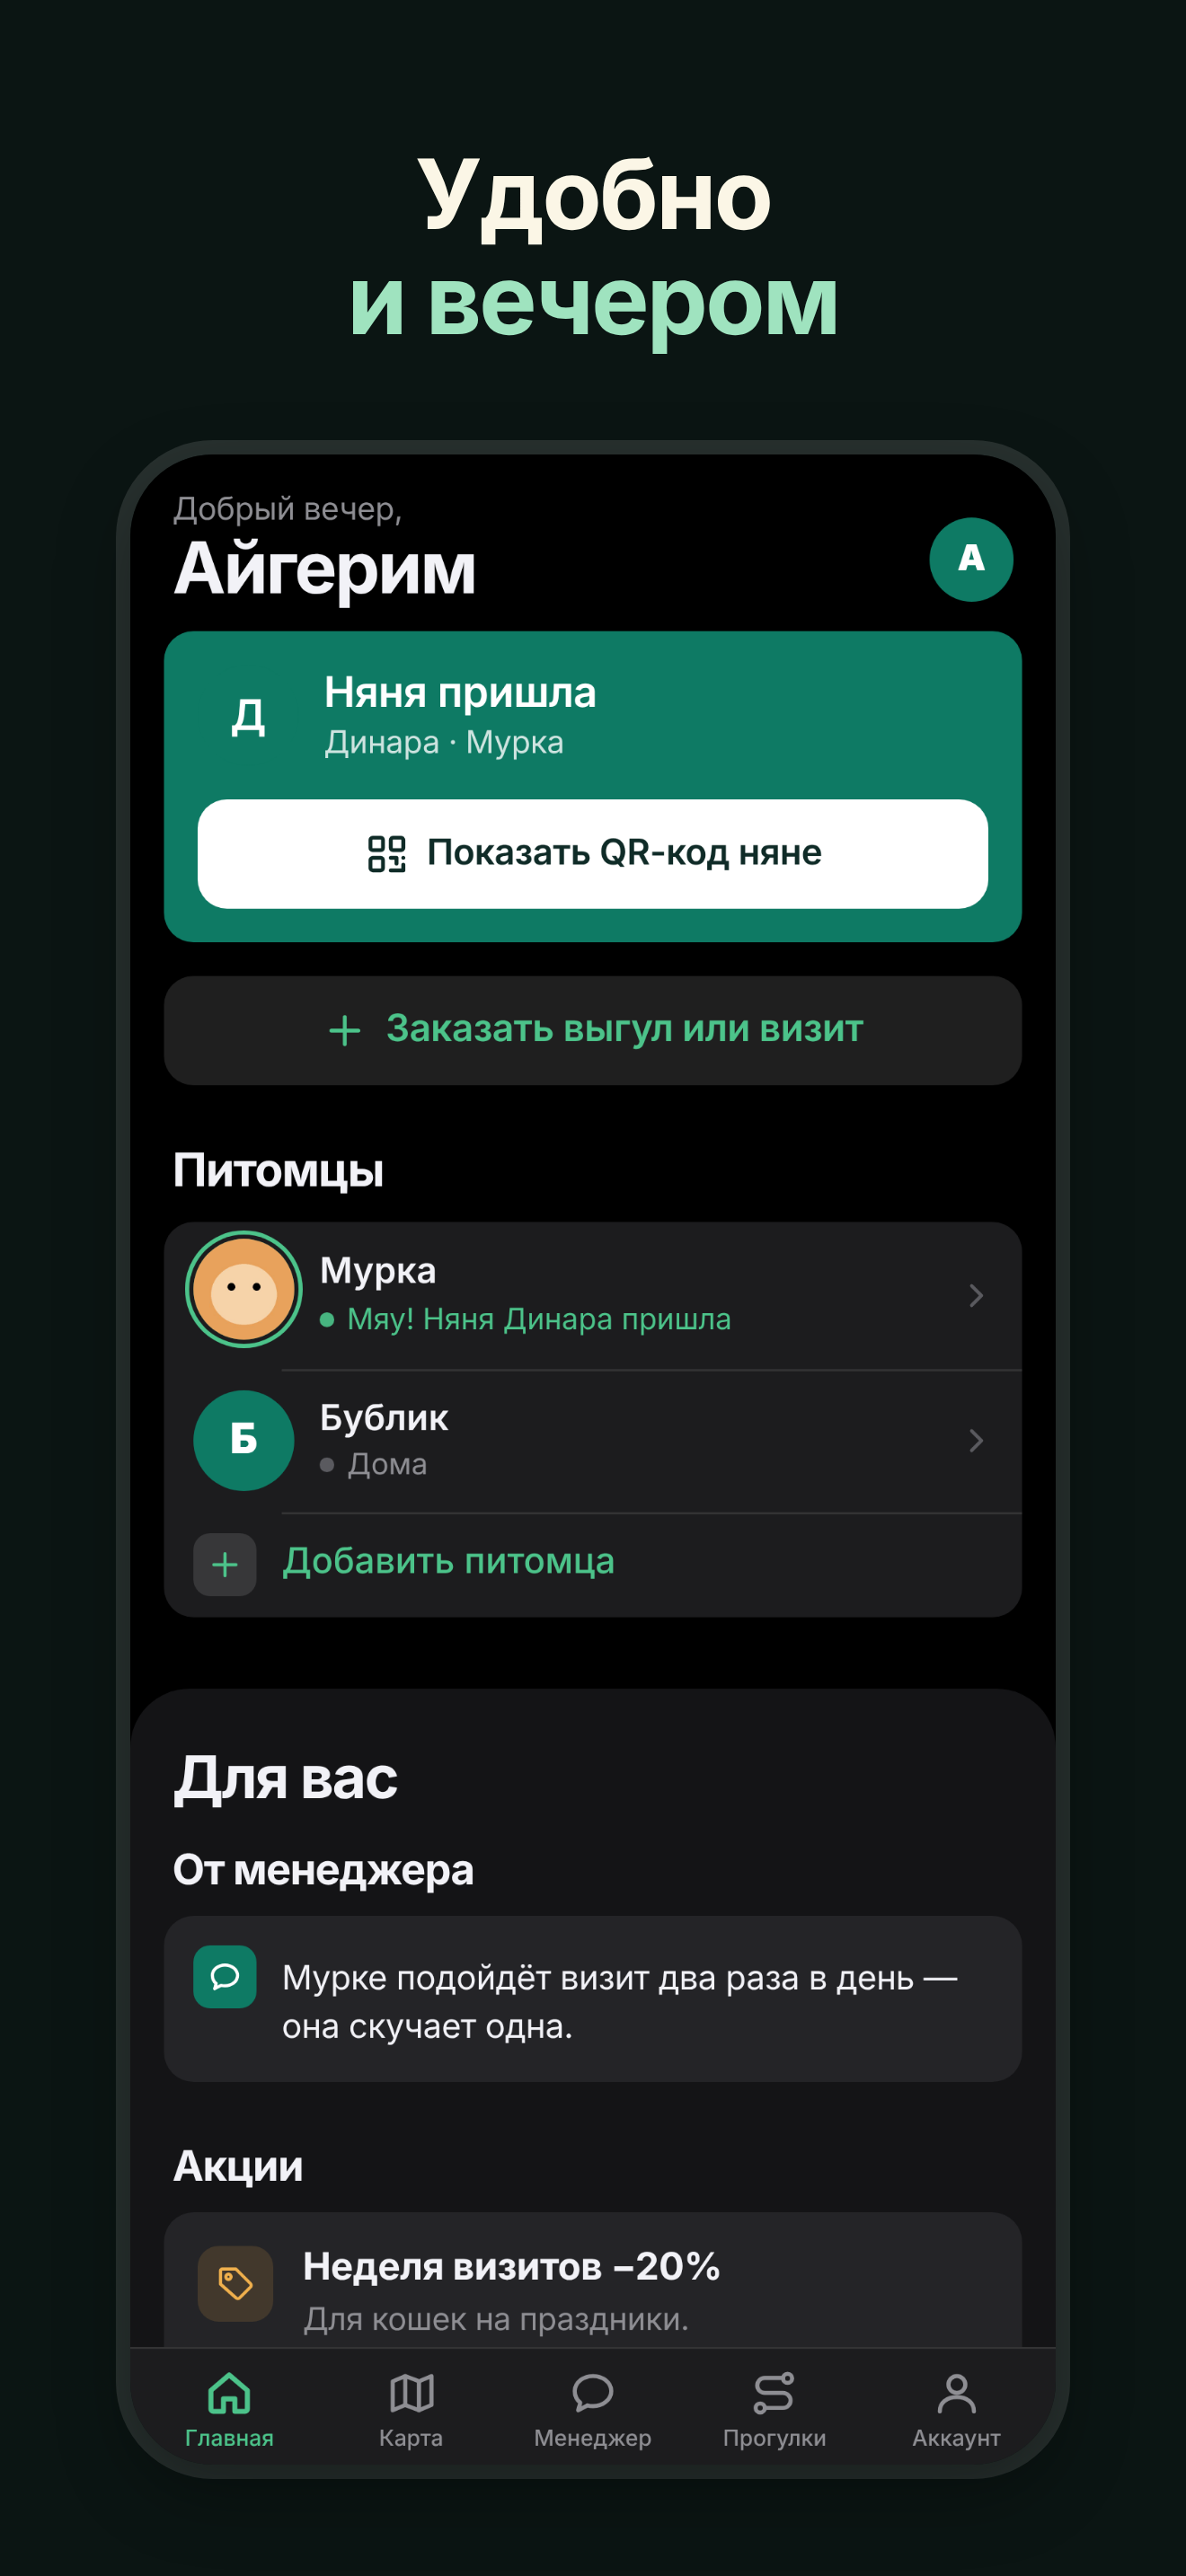 Удобно
и вечером
Добрый вечер,
Айгерим
А
Д
Няня пришла
Динара · Мурка
Показать QR-код няне
Заказать выгул или визит
Питомцы
Мурка
Мяу! Няня Динара пришла
Б
Бублик
Дома
Добавить питомца
Для вас
От менеджера
Мурке подойдёт визит два раза в день —
она скучает одна.
Акции
Неделя визитов −20%
Для кошек на праздники.
Главная
Карта
Менеджер
Прогулки
Аккаунт